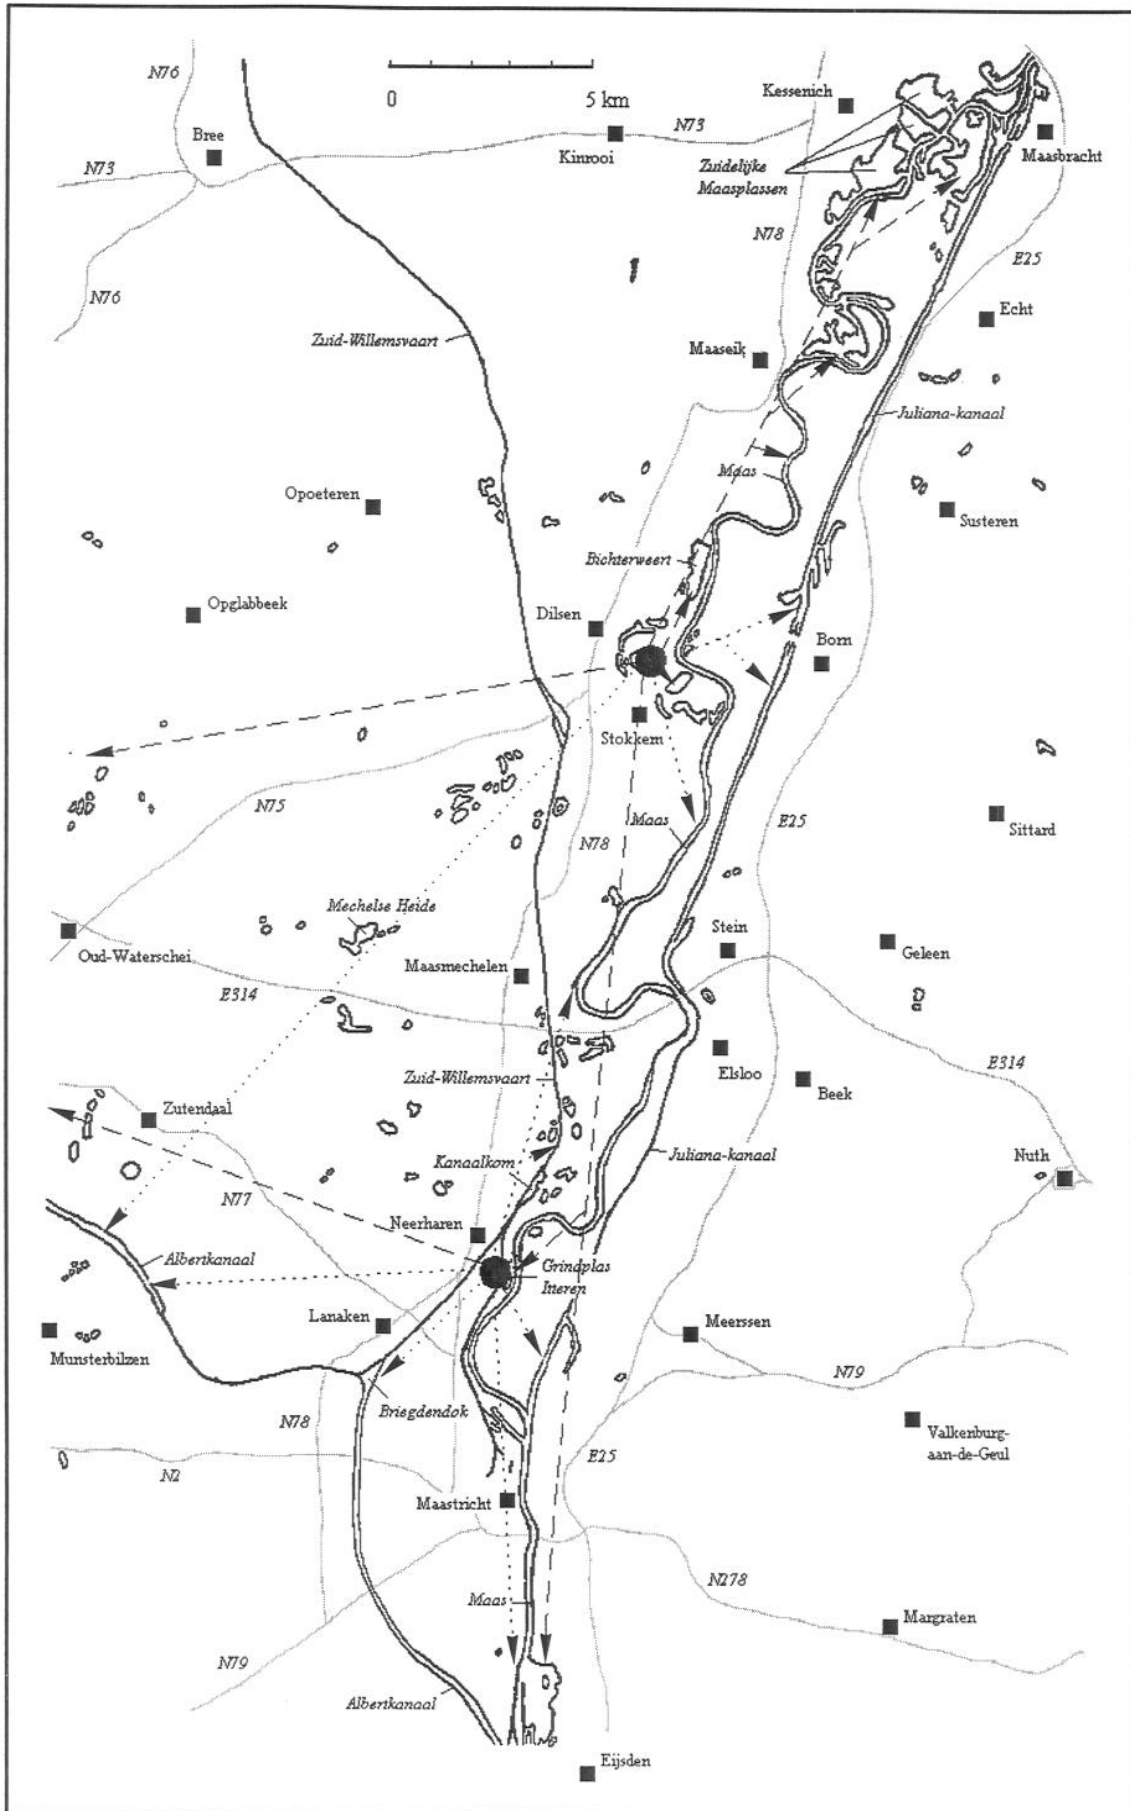 N76
Bree
N73
0
5 km
Kinrooi
N73
Kessenich
Maasbracht
Zuidelijke
Maasplassen
N78
E25
N76
Zuid-Willemsvaart
Echt
Maaseik
Juliana-kanaal
Maas
Opoeteren
Susteren
Bichterweert
Opglabbeek
Dilsen
Born
Stokkem
N75
Maas
E25
Sittard
N78
Mechelse Heide
Oud-Waterschei
Stein
Geleen
Maasmechelen
E314
Elsloo
E314
Zuid-Willemsvaart
Beek
Zutendaal
Juliana-kanaal
Nuth
Kanaalkom
N77
Neerharen
Albertkanaal
Grindplas
Itteren
Lanaken
Meerssen
Munsterbilzen
N79
Briegdendok
N78
Valkenburg-
aan-de-Geul
E25
N2
Maastricht
N278
Maas
Margraten
N79
Albertkanaal
Eijsden